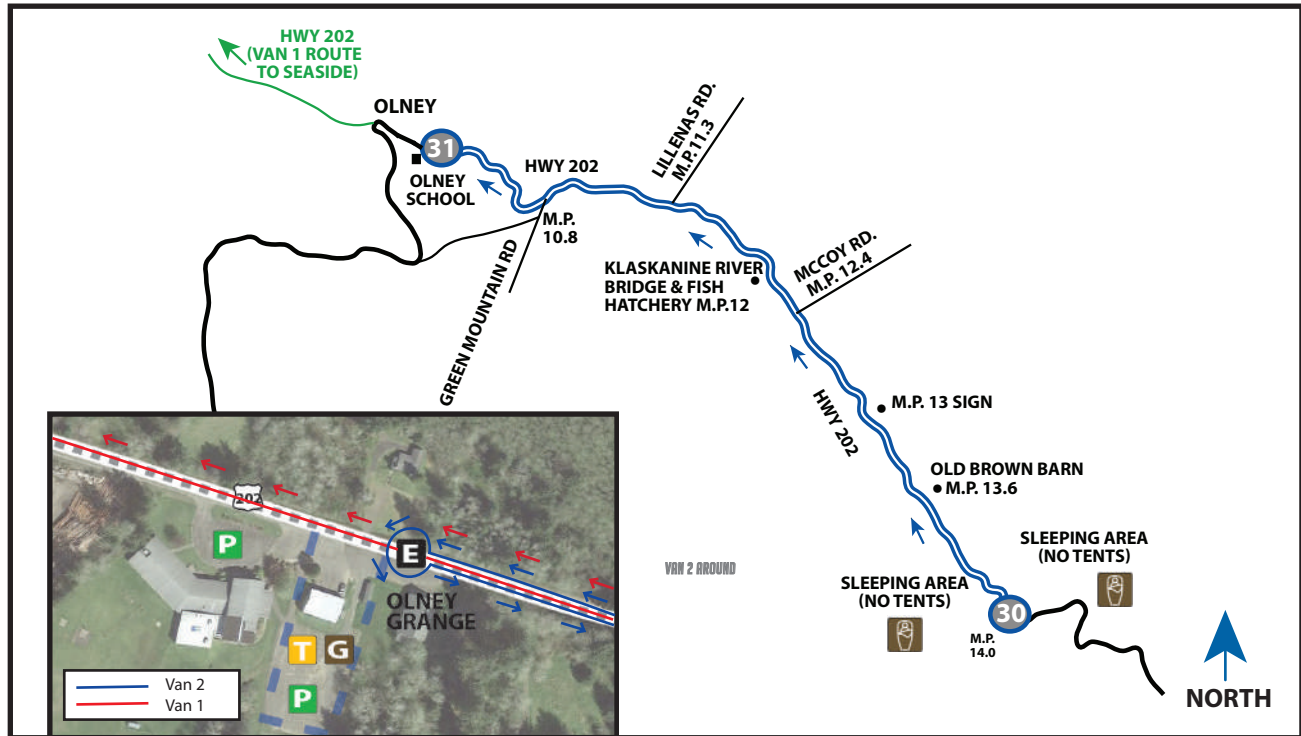 HWY 202
(VAN 1 ROUTE
TO SEASIDE)
OLNEY
31
OLNEY
SCHOOL
HWY 202
LILLENAS RD.
M.P.11.3
M.P.
10.8
GREEN MOUNTAIN RD
KLASKANINE RIVER
BRIDGE & FISH
HATCHERY M.P.12
MCCOY RD.
M.P. 12.4
HWY 202
M.P. 13 SIGN
OLD BROWN BARN
M.P. 13.6
SLEEPING AREA
(NO TENTS)
SLEEPING AREA
(NO TENTS)
30
M.P.
14.0
VAN 2 AROUND
NORTH
202
P
E
OLNEY
GRANGE
T G
P
Van 2
Van 1